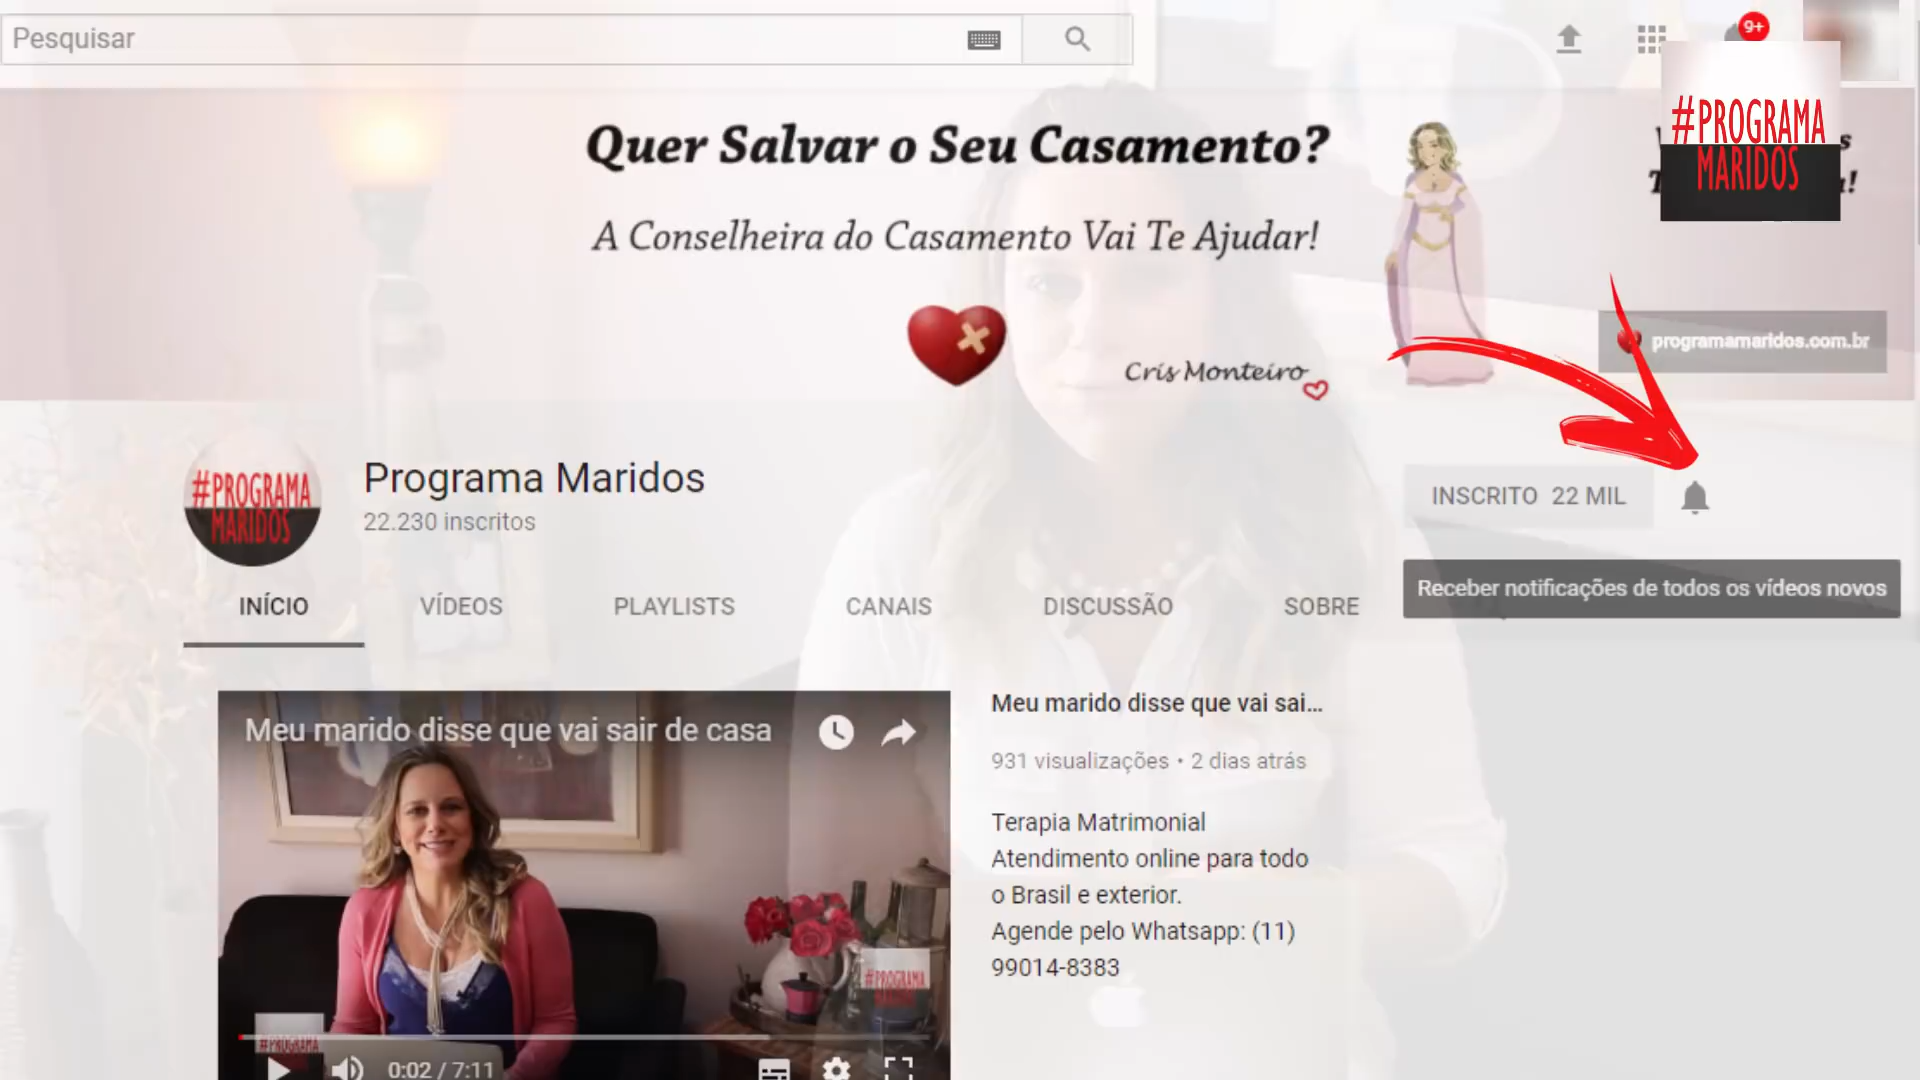 Pesquisar
9+
Quer Salvar o Seu Casamento?
A Conselheira do Casamento Vai Te Ajudar!
Cris Monteiro
#PROGRAMA
MARIDOS
programamaridos.com.br
#PROGRAMA
MARIDOS
Programa Maridos
22.230 inscritos
INSCRITO 22 MIL
Receber notificações de todos os vídeos novos
INÍCIO VÍDEOS PLAYLISTS CANAIS DISCUSSÃO SOBRE
Meu marido disse que vai sair de casa
#PROGRAMA
MARIDOS
#PROGRAMA
0:02 / 7:11
Meu marido disse que vai sai...
931 visualizações • 2 dias atrás
Terapia Matrimonial
Atendimento online para todo
o Brasil e exterior.
Agende pelo Whatsapp: (11)
99014-8383